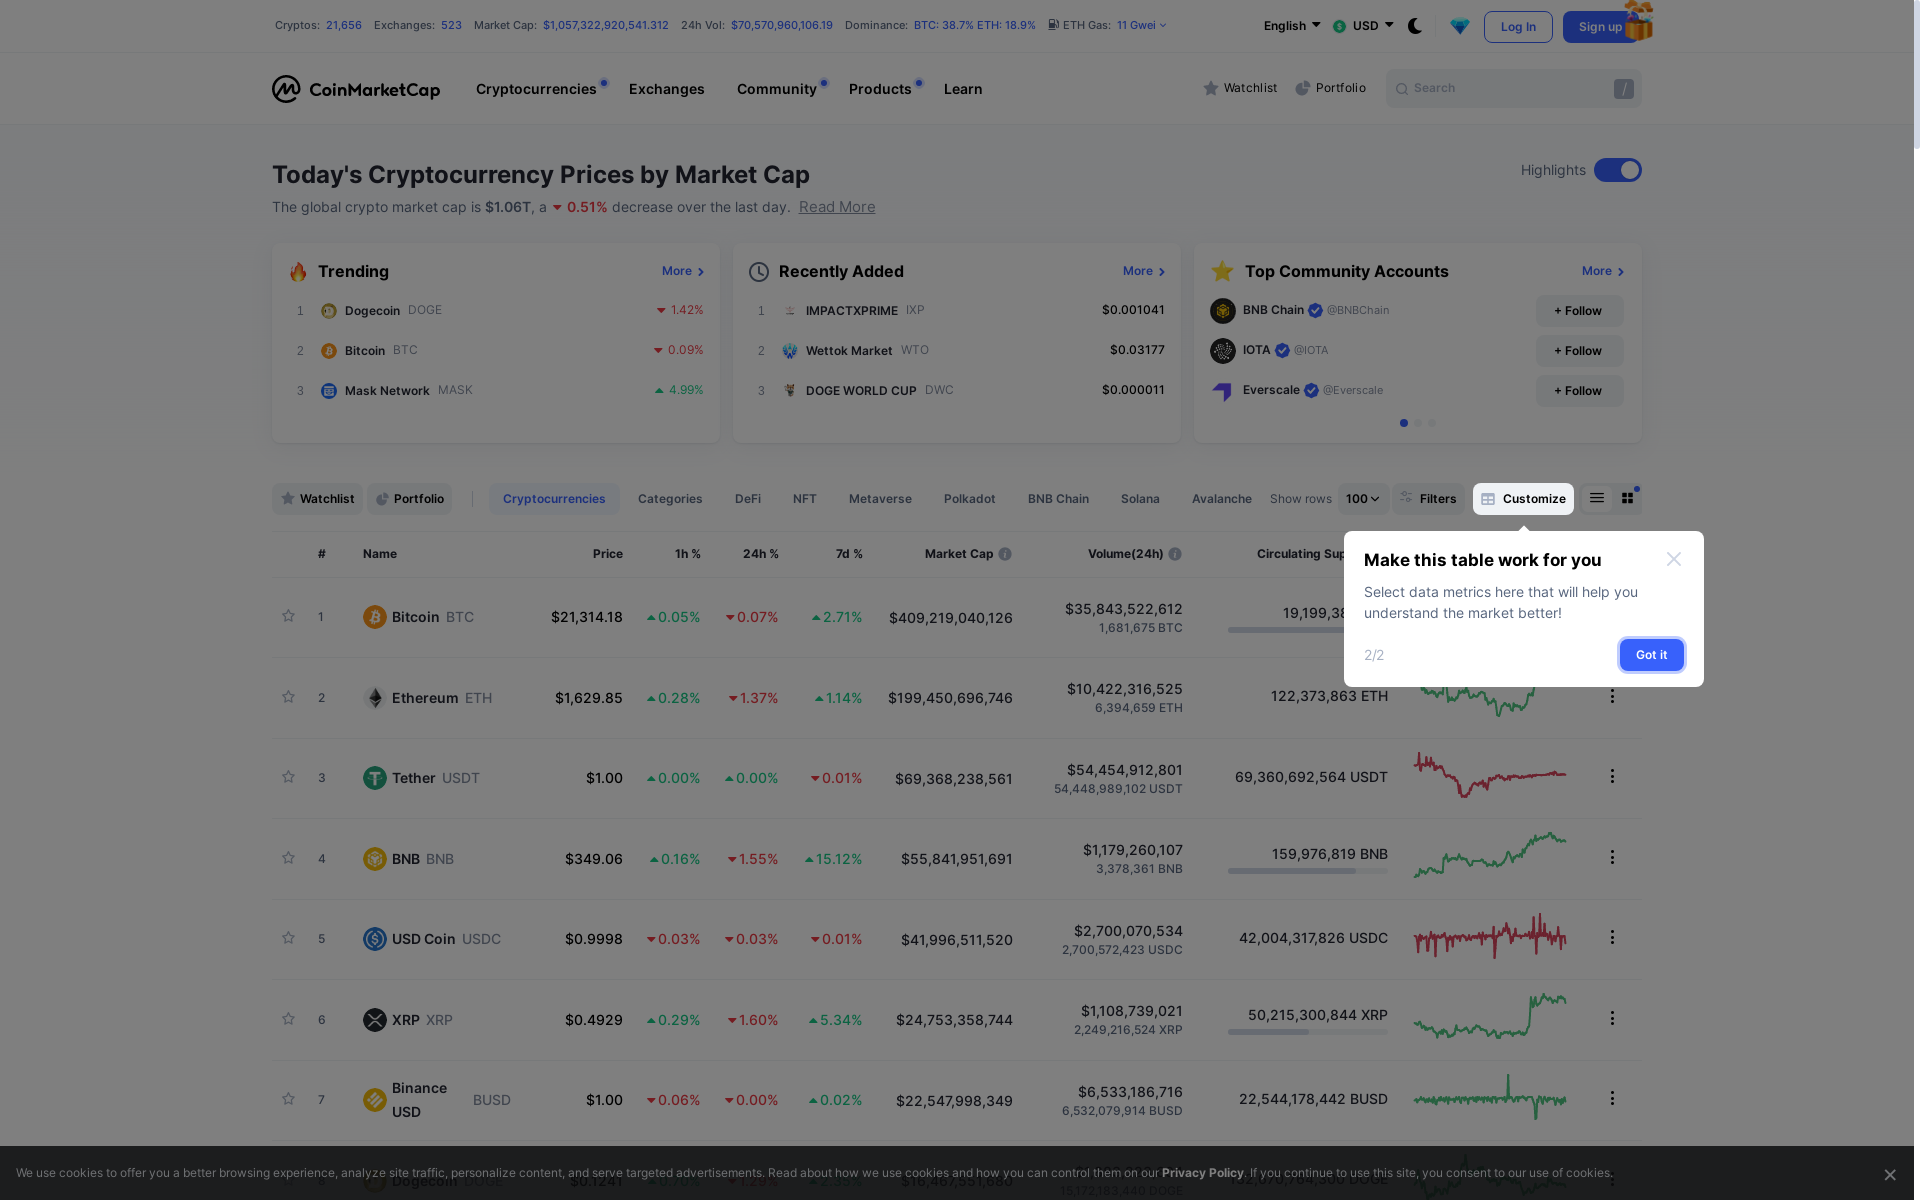 Cryptos: 21,656 Exchanges: 523 Market Cap: $1,057,322,920,541.312 24h Vol: $70,570,960,106.19 Dominance: BTC: 38.7% ETH: 18.9% ETH Gas: 11 Gwei English USD Log In Sign up
CoinMarketCap Cryptocurrencies Exchanges Community Products Learn Watchlist Portfolio Search /
Today's Cryptocurrency Prices by Market Cap Highlights
The global crypto market cap is $1.06T, a 0.51% decrease over the last day. Read More
Trending More
1 Dogecoin DOGE 1.42%
2 Bitcoin BTC 0.09%
3 Mask Network MASK 4.99%
Recently Added More
1 IMPACTXPRIME IXP $0.001041
2 Wettok Market WTO $0.03177
3 DOGE WORLD CUP DWC $0.000011
Top Community Accounts More
BNB Chain @BNBChain + Follow
IOTA @IOTA + Follow
Everscale @Everscale + Follow
Watchlist Portfolio Cryptocurrencies Categories DeFi NFT Metaverse Polkadot BNB Chain Solana Avalanche Show rows 100 Filters Customize
# Name Price 1h % 24h % 7d % Market Cap Volume(24h) Circulating
Make this table work for you
Select data metrics here that will help you
understand the market better!
2/2 Got it
1 Bitcoin BTC $21,314.18 0.05% 0.07% 2.71% $409,219,040,126 $35,843,522,612
1,681,675 BTC
2 Ethereum ETH $1,629.85 0.28% 1.37% 1.14% $199,450,696,746 $10,422,316,525 122,373,863 ETH
6,394,659 ETH
3 Tether USDT $1.00 0.00% 0.00% 0.01% $69,368,238,561 $54,454,912,801 69,360,692,564 USDT
54,448,989,102 USDT
4 BNB BNB $349.06 0.16% 1.55% 15.12% $55,841,951,691 $1,179,260,107 159,976,819 BNB
3,378,361 BNB
5 USD Coin USDC $0.9998 0.03% 0.03% 0.01% $41,996,511,520 $2,700,070,534 42,004,317,826 USDC
2,700,572,423 USDC
6 XRP XRP $0.4929 0.29% 1.60% 5.34% $24,753,358,744 $1,108,739,021 50,215,300,844 XRP
2,249,216,524 XRP
7 Binance USD BUSD $1.00 0.06% 0.00% 0.02% $22,547,998,349 $6,533,186,716 22,544,178,442 BUSD
6,532,079,914 BUSD
We use cookies to offer you a better browsing experience, analyze site traffic, personalize content, and serve targeted advertisements. Read about how we use cookies and how you can control them on our Privacy Policy. If you continue to use this site, you consent to our use of cookies.